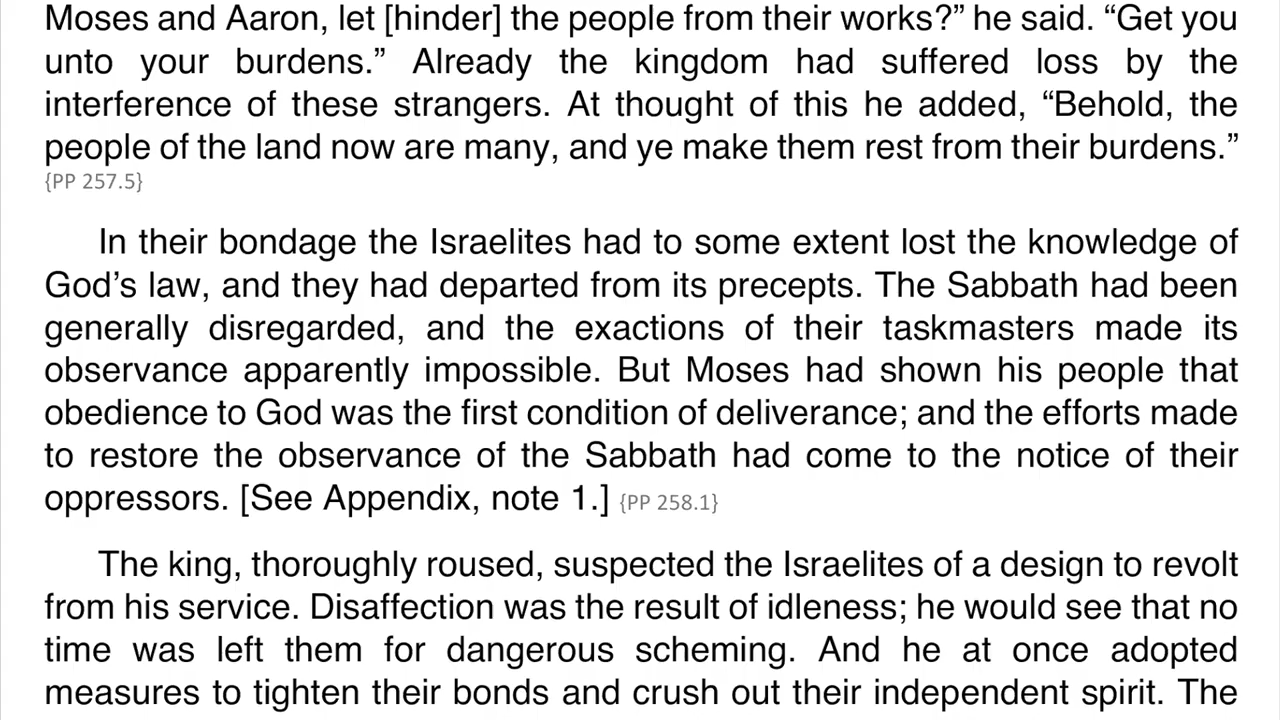 Moses and Aaron, let [hinder] the people from their works?” he said. “Get you
unto your burdens.” Already the kingdom had suffered loss by the
interference of these strangers. At thought of this he added, “Behold, the
people of the land now are many, and ye make them rest from their burdens.”
{PP 257.5}
In their bondage the Israelites had to some extent lost the knowledge of
God’s law, and they had departed from its precepts. The Sabbath had been
generally disregarded, and the exactions of their taskmasters made its
observance apparently impossible. But Moses had shown his people that
obedience to God was the first condition of deliverance; and the efforts made
to restore the observance of the Sabbath had come to the notice of their
oppressors. [See Appendix, note 1.] {PP 258.1}
The king, thoroughly roused, suspected the Israelites of a design to revolt
from his service. Disaffection was the result of idleness; he would see that no
time was left them for dangerous scheming. And he at once adopted
measures to tighten their bonds and crush out their independent spirit. The